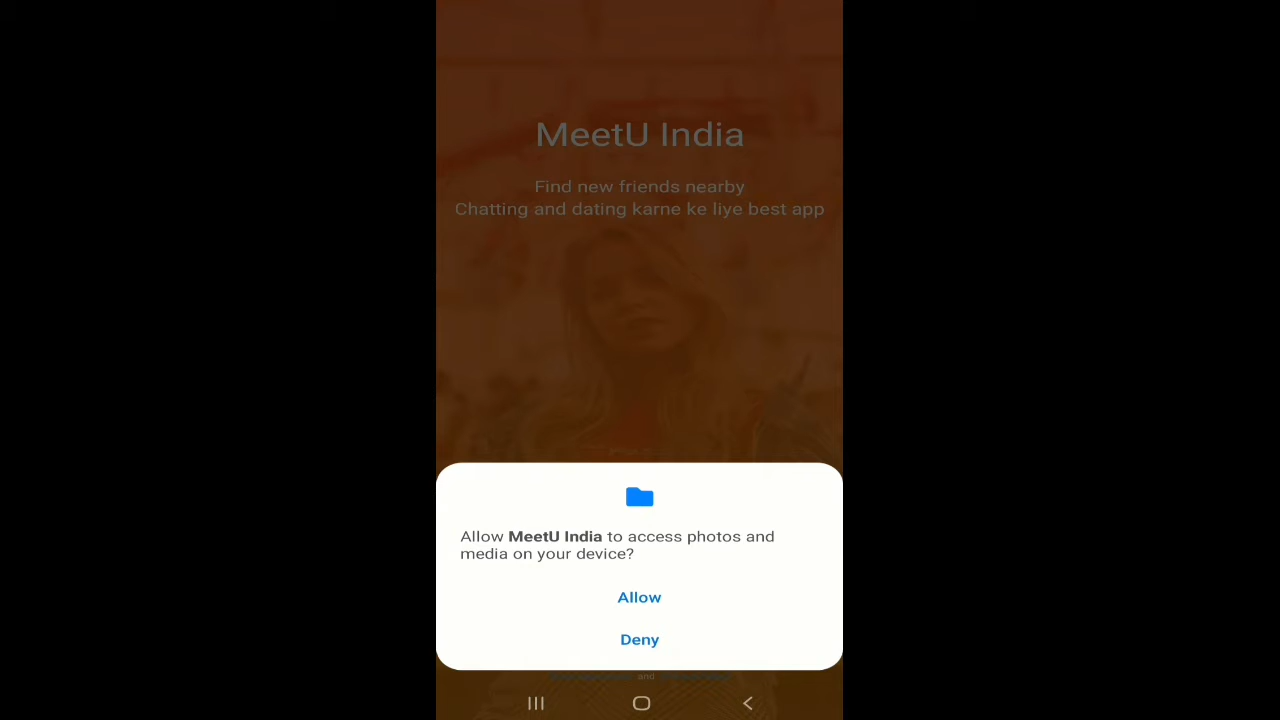 MeetU India
Find new friends nearby
Chatting and dating karne ke liye best app
Allow MeetU India to access photos and
media on your device?
Allow
Deny
and